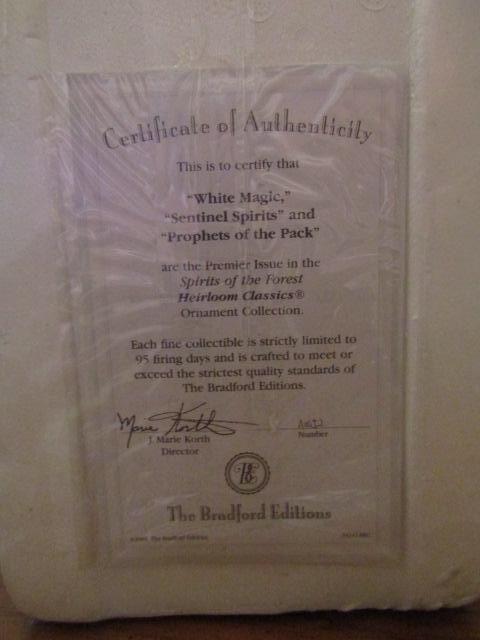 Certificate of Authenticity
This is to certify that
"White Magic,"
"Sentinel Spirits" and
"Prophets of the Pack"
are the Premier Issue in the
Spirits of the Forest
Heirloom Classics®
Ornament Collection.
Each fine collectible is strictly limited to
95 firing days and is crafted to meet or
exceed the strictest quality standards of
The Bradford Editions.
Marie Korth
J. Marie Korth
Director
Number
BE
The Bradford Editions